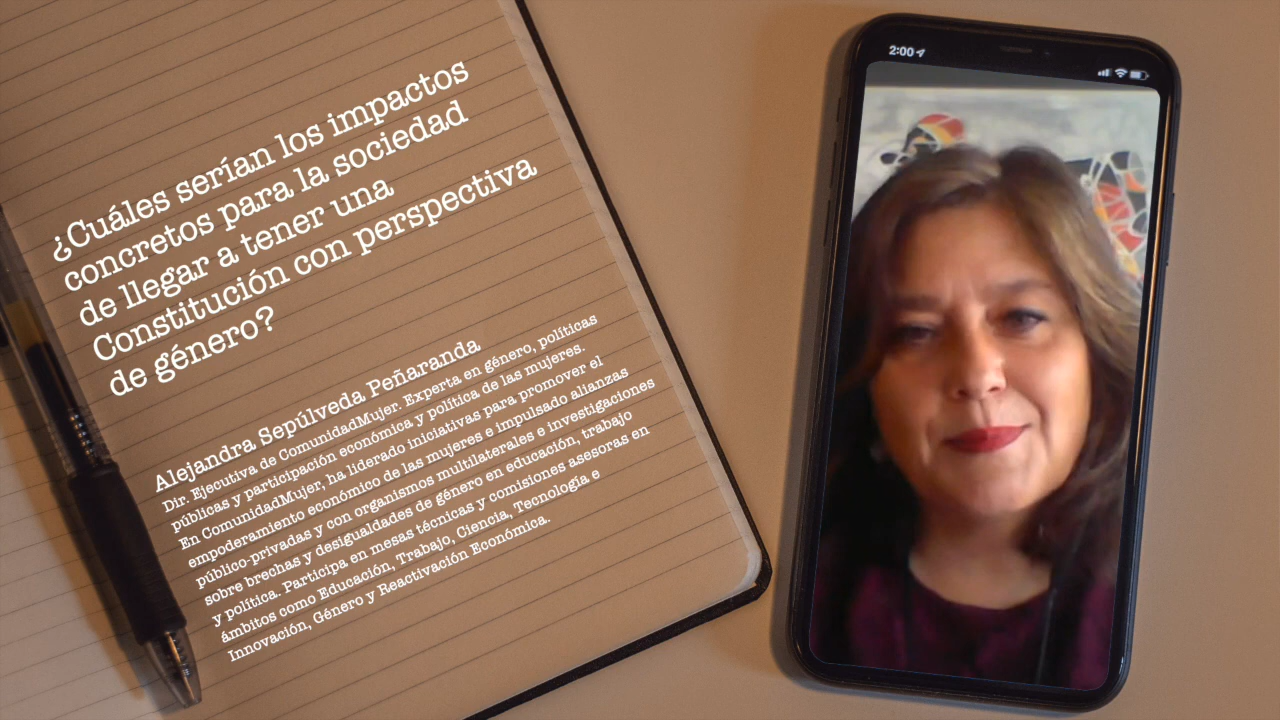 ¿Cuáles serían los impactos
concretos para la sociedad
de llegar a tener una
Constitución con perspectiva
de género?
Alejandra Sepúlveda Peñaranda
Dir. Ejecutiva de ComunidadMujer. Experta en género, políticas
públicas y participación económica y política de las mujeres.
En ComunidadMujer, ha liderado iniciativas para promover el
empoderamiento económico de las mujeres e impulsado alianzas
público-privadas y con organismos multilaterales e investigaciones
sobre brechas y desigualdades de género en educación, trabajo
y política. Participa en mesas técnicas y comisiones asesoras en
ámbitos como Educación, Trabajo, Ciencia, Tecnología e
Innovación, Género y Reactivación Económica.
2:00